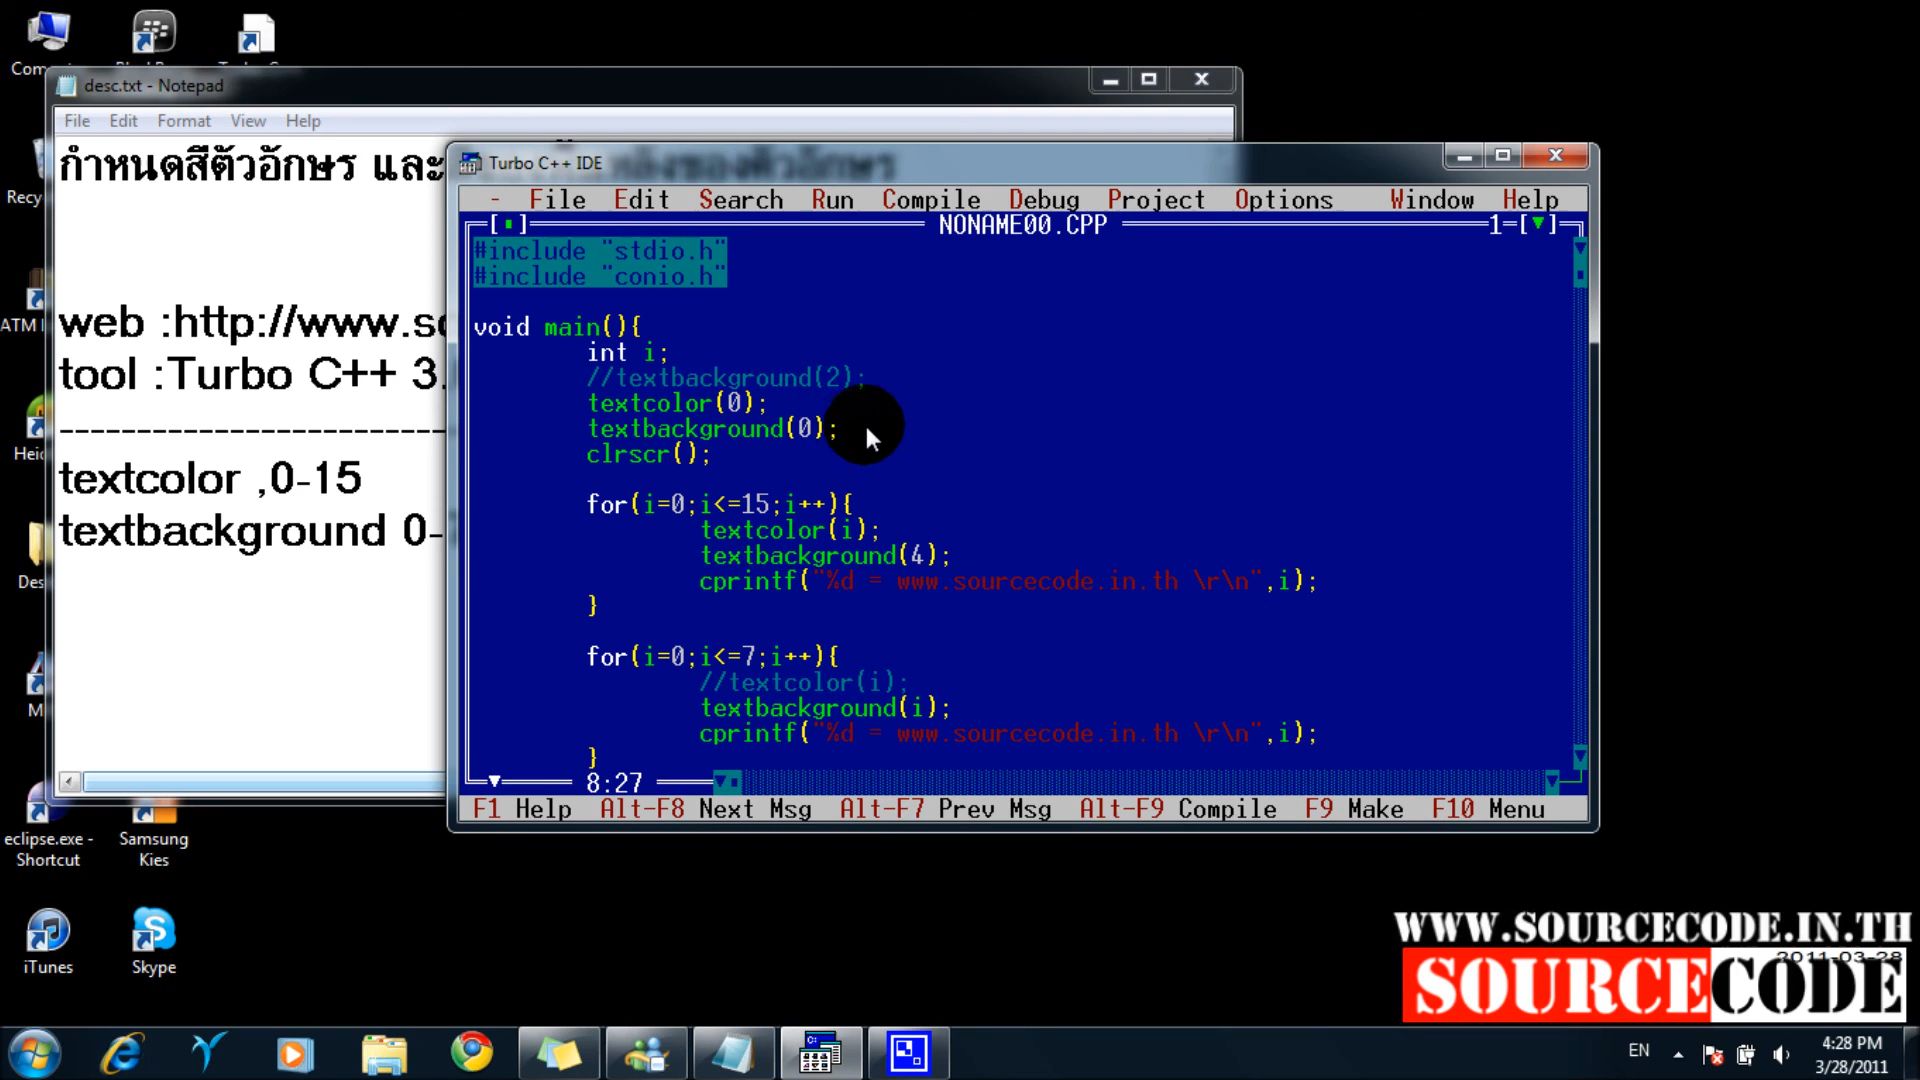 desc.txt - Notepad
File Edit Format View Help
กำหนดสีตัวอักษร และ
web :http://www.so
tool :Turbo C++ 3.
textcolor ,0-15
textbackground 0-
Turbo C++ IDE
- File Edit Search Run Compile Debug Project Options Window Help
NONAME00.CPP
1
#include "stdio.h"
#include "conio.h"
void main(){
int i;
//textbackground(2);
textcolor(0);
textbackground(0);
clrscr();
for(i=0;i<=15;i++){
textcolor(i);
textbackground(4);
cprintf("%d = www.sourcecode.in.th \r\n",i);
}
for(i=0;i<=7;i++){
//textcolor(i);
textbackground(i);
cprintf("%d = www.sourcecode.in.th \r\n",i);
}
8:27
F1 Help Alt-F8 Next Msg Alt-F7 Prev Msg Alt-F9 Compile F9 Make F10 Menu
Recy
ATM
Des
eclipse.exe - Shortcut
Samsung Kies
iTunes
Skype
WWW.SOURCECODE.IN.TH
2011-03-28
SOURCECODE
EN
4:28 PM
3/28/2011